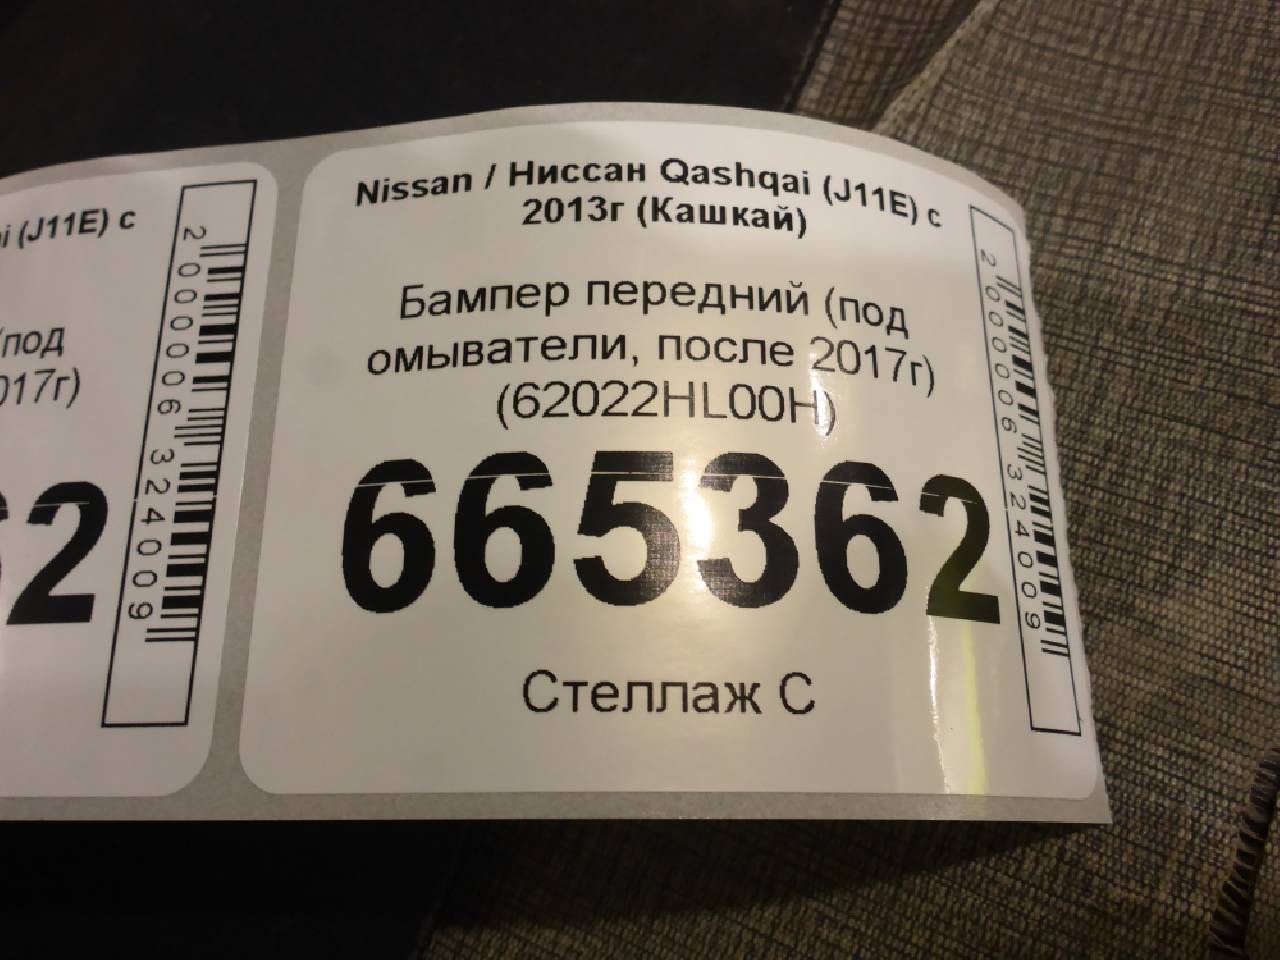 Nissan / Ниссан Qashqai (J11E) с
2013г (Кашкай)
Бампер передний (под
омыватели, после 2017г)
(62022HL00H)
665362
Стеллаж С
2000006324009
i (J11E) с
(под
017г)
2
2000006324009